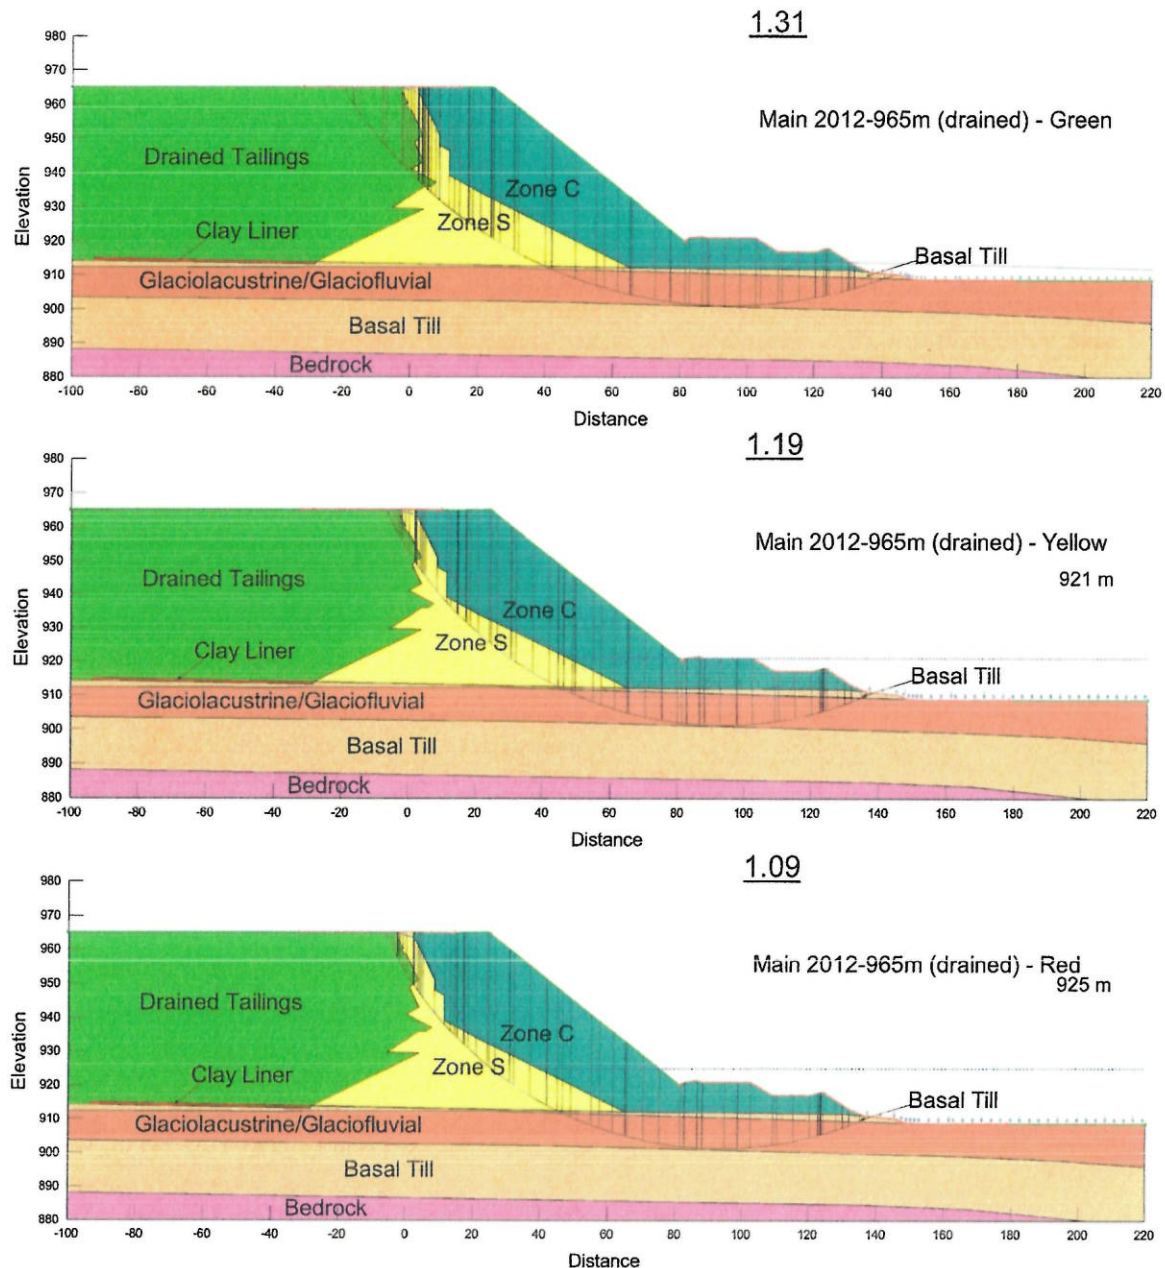 1.31
Main 2012-965m (drained) - Green
Elevation
980
970
960
950
940
930
920
910
900
890
880
Drained Tailings
Zone C
Zone S
Clay Liner
Basal Till
Glaciolacustrine/Glaciofluvial
Basal Till
Bedrock
-100 -80 -60 -40 -20 0 20 40 60 80 100 120 140 160 180 200 220
Distance
1.19
Main 2012-965m (drained) - Yellow
921 m
Elevation
980
970
960
950
940
930
920
910
900
890
880
Drained Tailings
Zone C
Zone S
Clay Liner
Basal Till
Glaciolacustrine/Glaciofluvial
Basal Till
Bedrock
-100 -80 -60 -40 -20 0 20 40 60 80 100 120 140 160 180 200 220
Distance
1.09
Main 2012-965m (drained) - Red
925 m
Elevation
980
970
960
950
940
930
920
910
900
890
880
Drained Tailings
Zone C
Zone S
Clay Liner
Basal Till
Glaciolacustrine/Glaciofluvial
Basal Till
Bedrock
-100 -80 -60 -40 -20 0 20 40 60 80 100 120 140 160 180 200 220
Distance